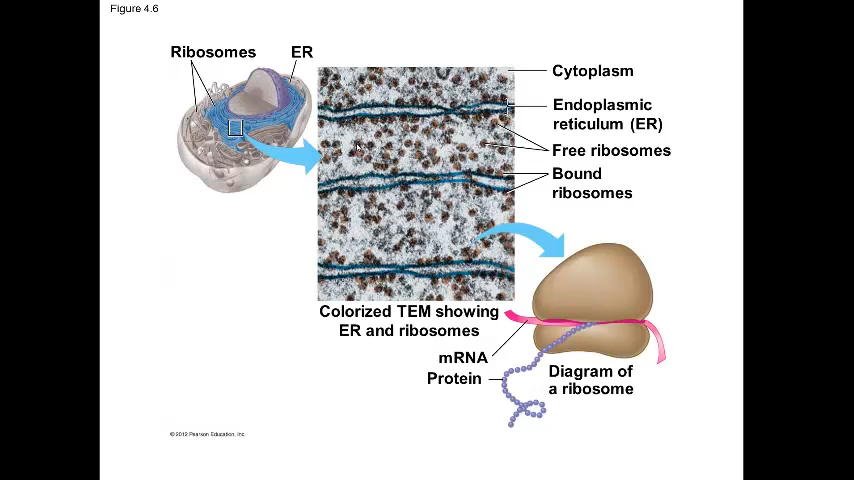 Figure 4.6
Ribosomes
ER
Cytoplasm
Endoplasmic
reticulum (ER)
Free ribosomes
Bound
ribosomes
Colorized TEM showing
ER and ribosomes
mRNA
Protein
Diagram of
a ribosome
© 2012 Pearson Education, Inc.